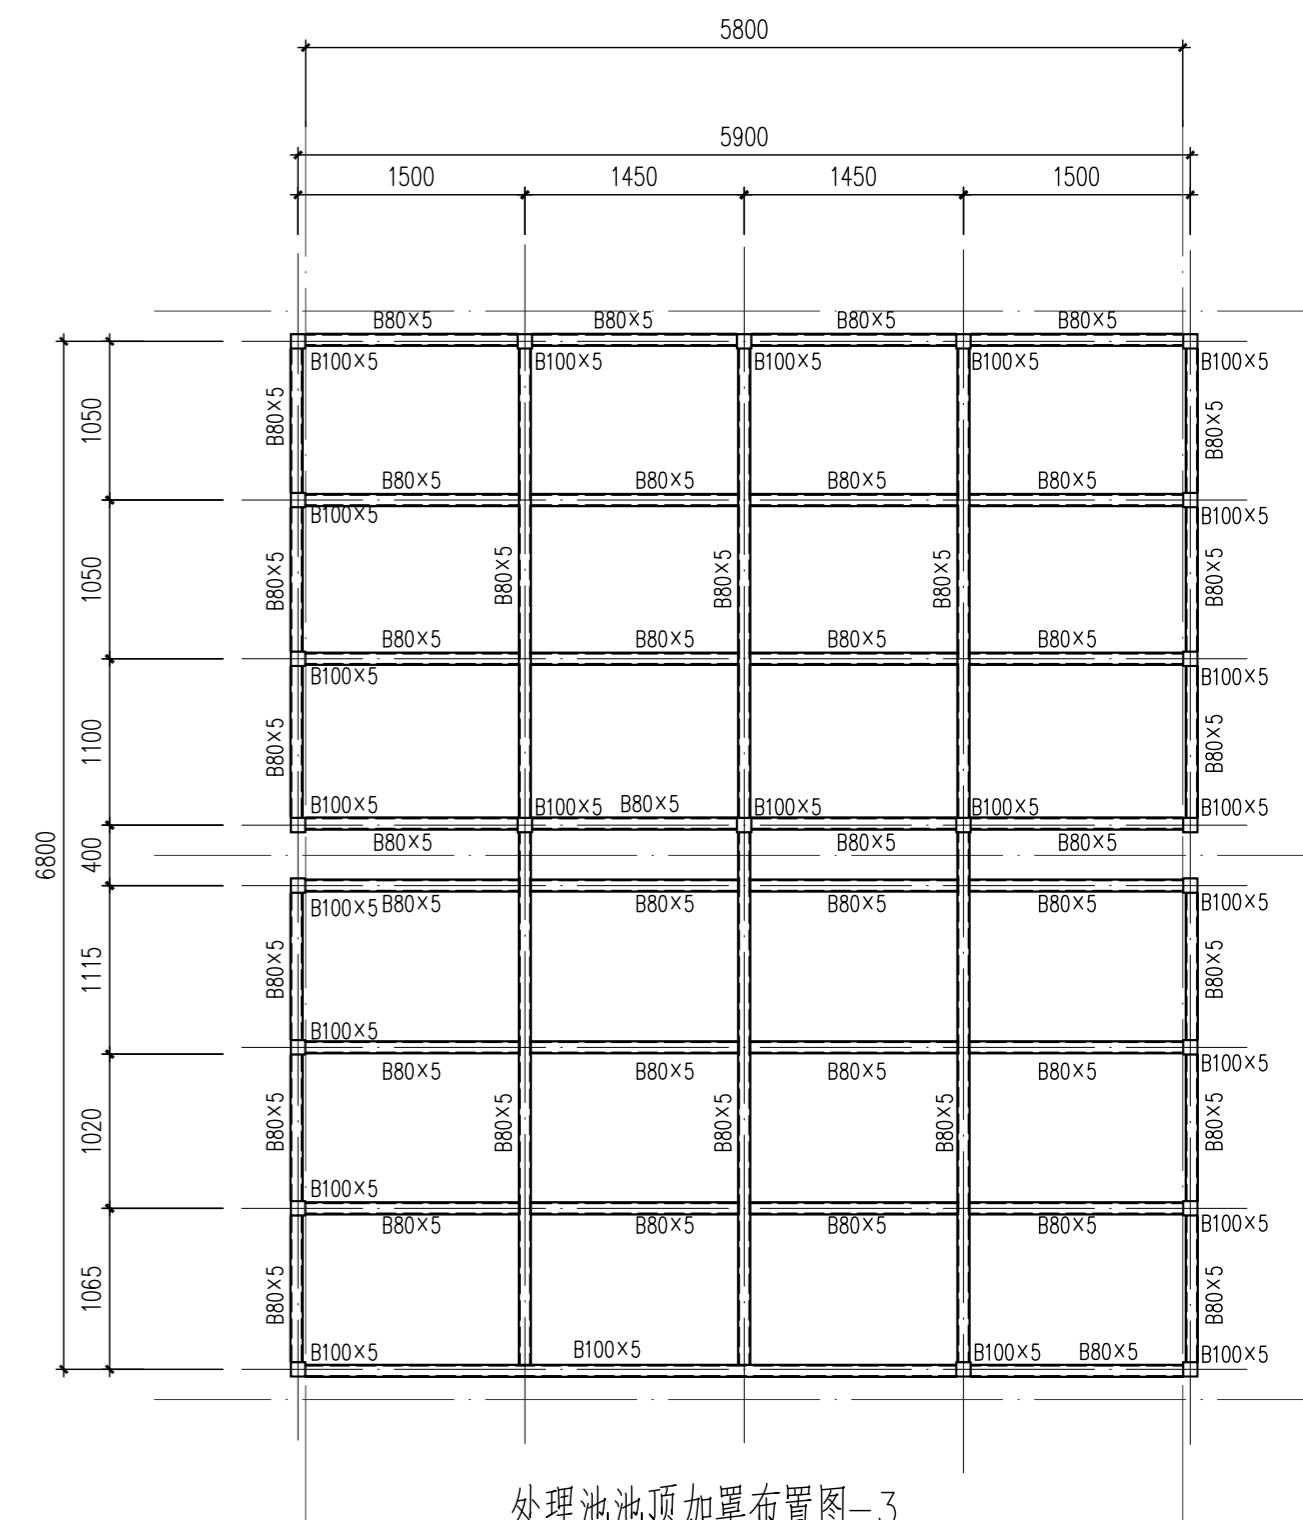 5800
5900
1500 1450 1450 1500
B80×5 B80×5 B80×5 B80×5
B100×5 B100×5 B100×5 B100×5 B100×5
1050 B80×5 B80×5
B80×5 B80×5 B80×5 B80×5
B100×5 B100×5
1050 B80×5 B80×5 B80×5 B80×5 B80×5
B80×5 B80×5 B80×5 B80×5
B100×5 B100×5
1100 B80×5 B80×5
B100×5 B100×5 B80×5 B100×5 B100×5 B100×5
6800 400 B80×5 B80×5 B80×5
B100×5 B80×5 B80×5 B80×5 B80×5 B100×5
1115 B80×5 B80×5
B100×5
B80×5 B80×5 B80×5 B80×5 B100×5
1020 B80×5 B80×5 B80×5 B80×5 B80×5
B100×5
B80×5 B80×5 B80×5 B80×5 B100×5
1065 B80×5 B80×5
B100×5 B100×5 B100×5 B80×5 B100×5
处理池池顶加罩布置图-3